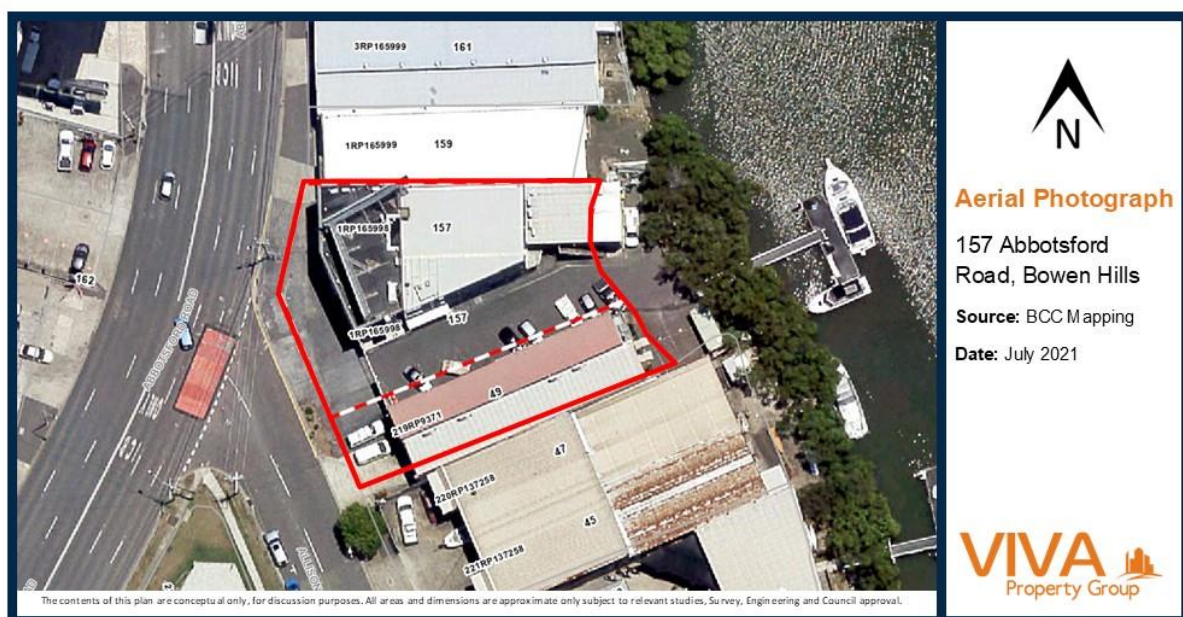 3RP165999 161
1RP165999 159
1RP165998 157
1RP165998 157
162
ABBOTSFORD ROAD
219RP9371 49
220RP137258 47
221RP137258 45
ALLISON
The contents of this plan are conceptual only, for discussion purposes. All areas and dimensions are approximate only subject to relevant studies, Survey, Engineering and Council approval.
N
Aerial Photograph
157 Abbotsford
Road, Bowen Hills
Source: BCC Mapping
Date: July 2021
VIVA
Property Group